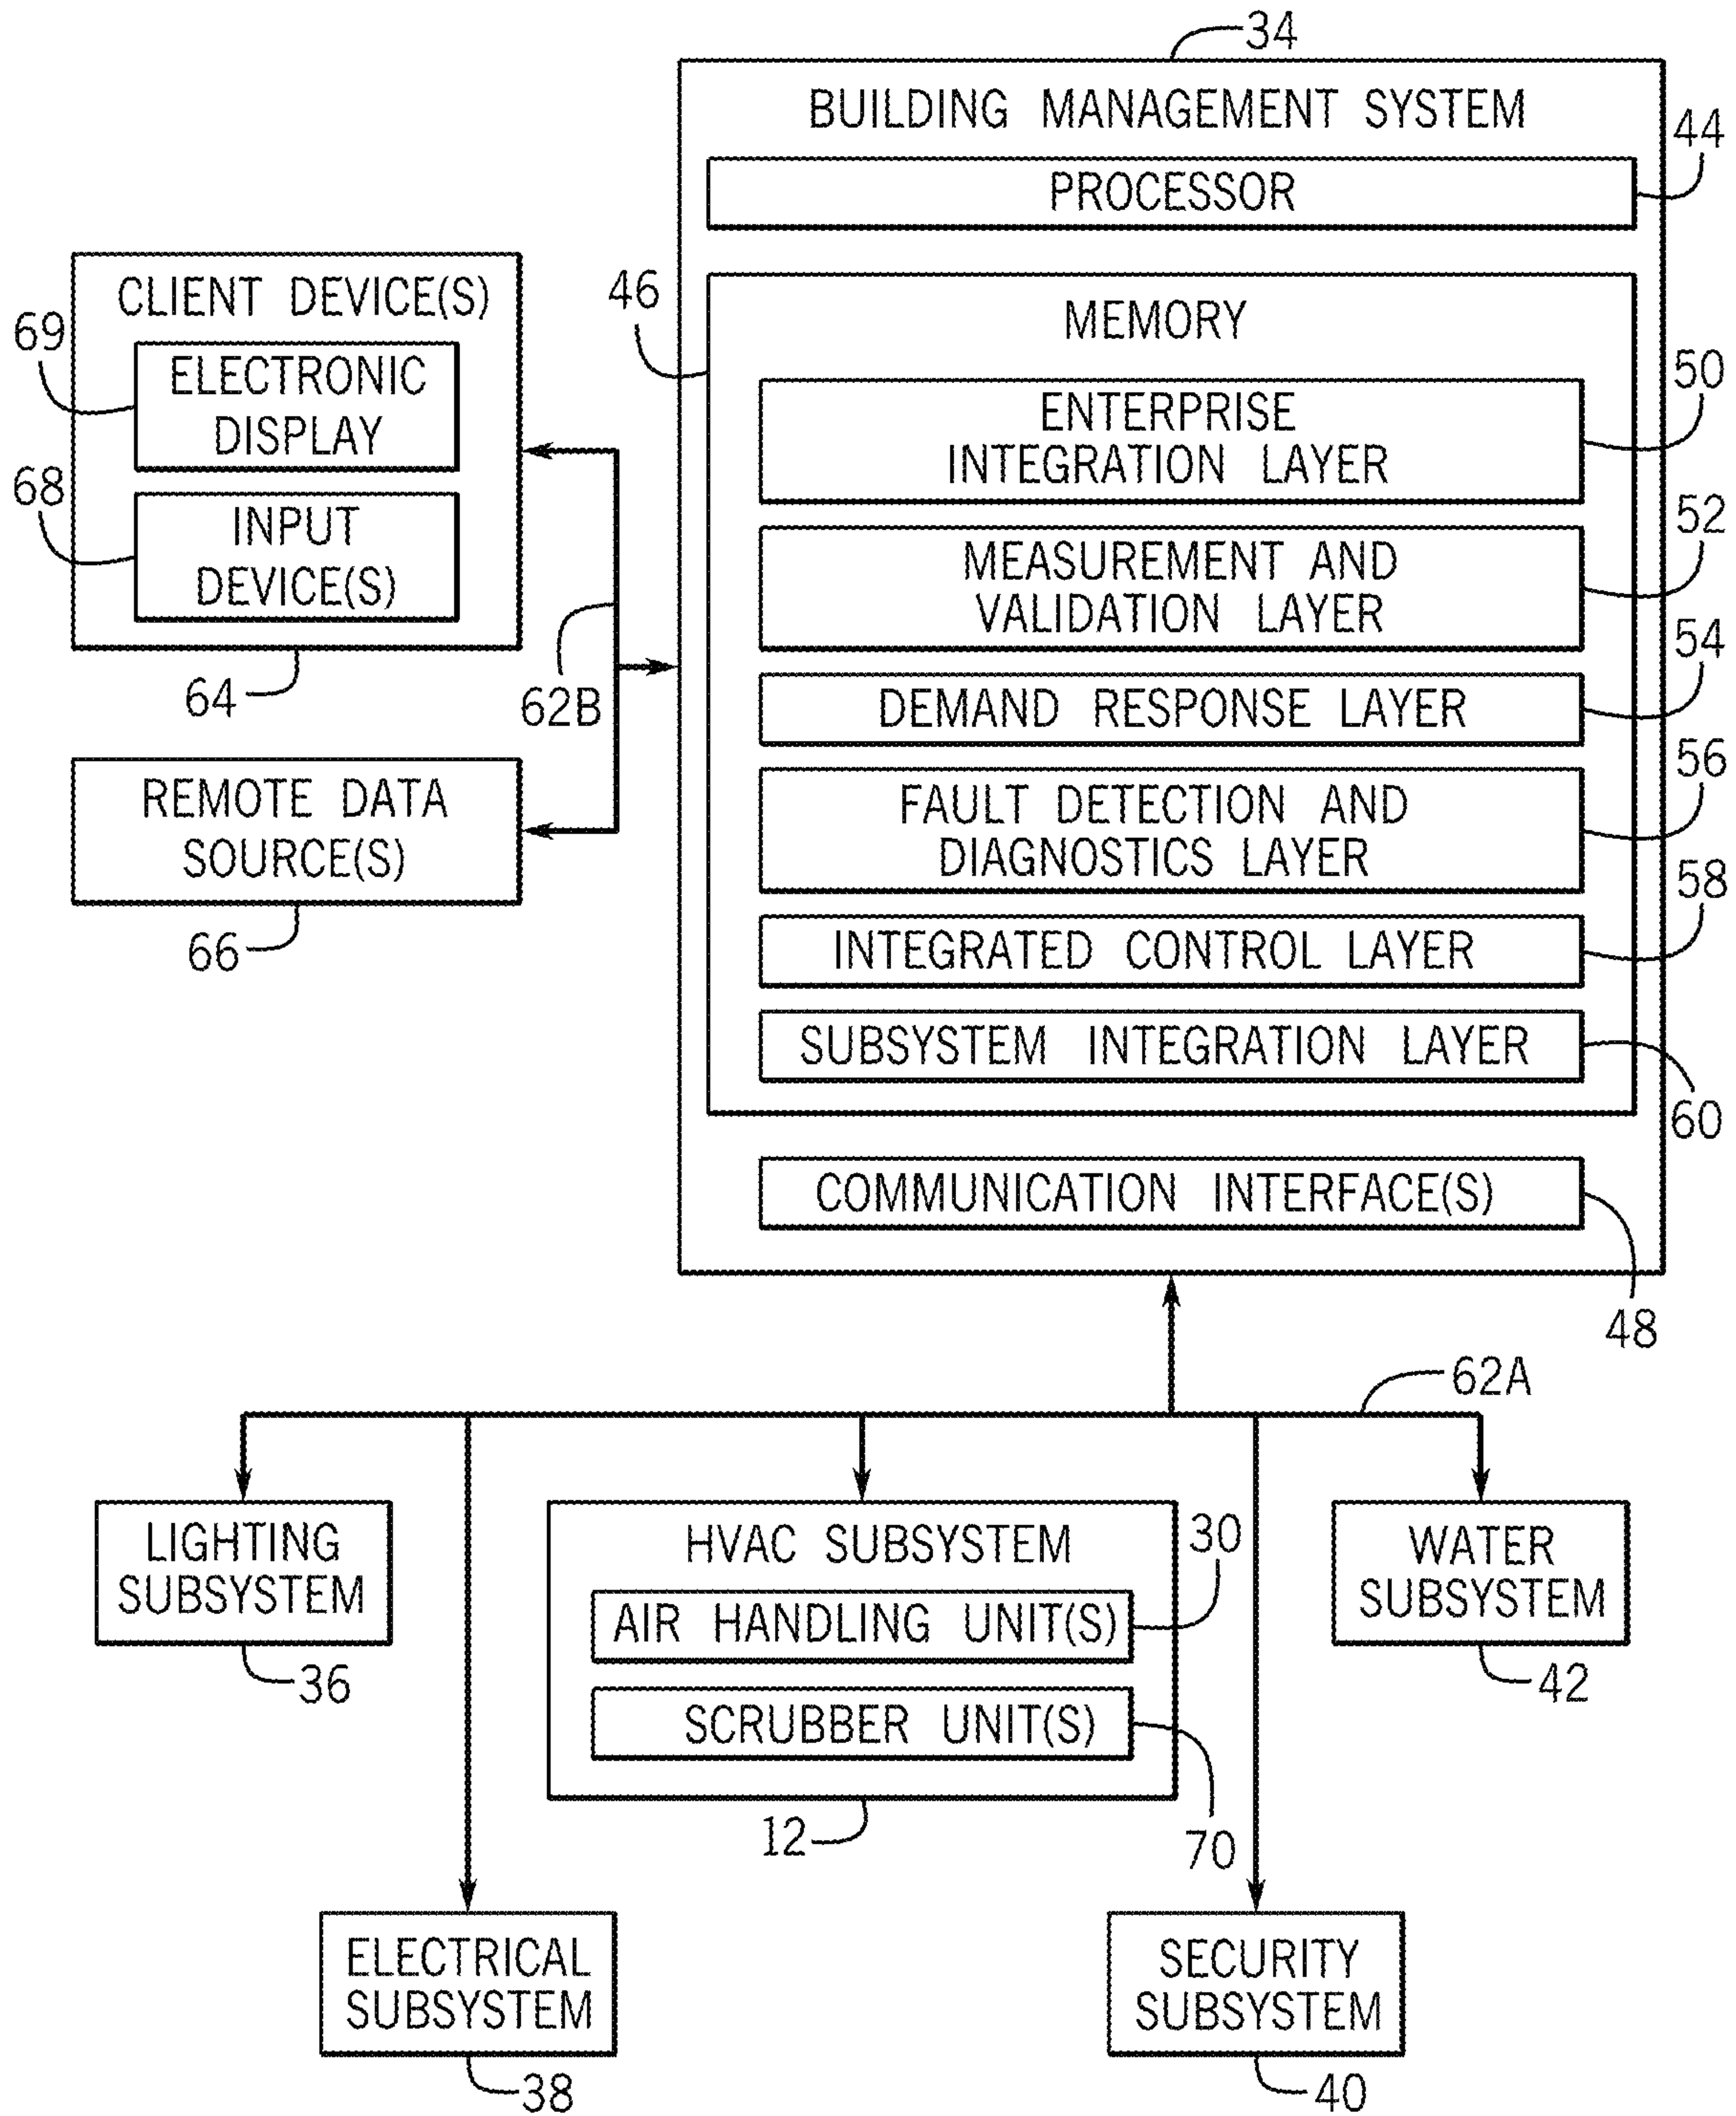 34
BUILDING MANAGEMENT SYSTEM
44
PROCESSOR
46
MEMORY
50
ENTERPRISE
INTEGRATION LAYER
52
MEASUREMENT AND
VALIDATION LAYER
54
DEMAND RESPONSE LAYER
56
FAULT DETECTION AND
DIAGNOSTICS LAYER
58
INTEGRATED CONTROL LAYER
SUBSYSTEM INTEGRATION LAYER
60
COMMUNICATION INTERFACE(S)
48
CLIENT DEVICE(S)
69
ELECTRONIC
DISPLAY
68
INPUT
DEVICE(S)
64
62B
REMOTE DATA
SOURCE(S)
66
62A
LIGHTING
SUBSYSTEM
36
HVAC SUBSYSTEM
30
AIR HANDLING UNIT(S)
SCRUBBER UNIT(S)
12
70
WATER
SUBSYSTEM
42
ELECTRICAL
SUBSYSTEM
38
SECURITY
SUBSYSTEM
40